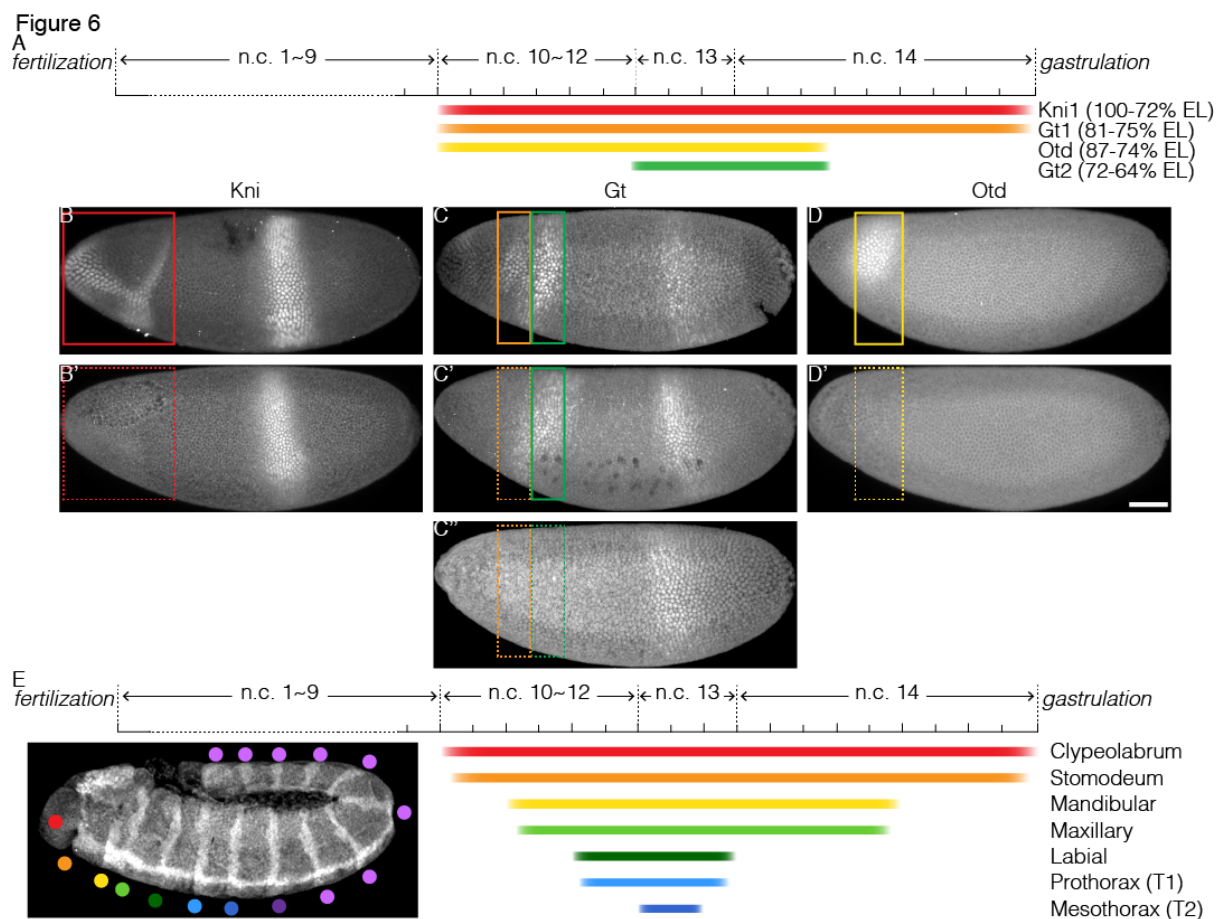 Figure 6
A
fertilization n.c. 1~9 n.c. 10~12 n.c. 13 n.c. 14 gastrulation
Kni1 (100-72% EL)
Gt1 (81-75% EL)
Otd (87-74% EL)
Gt2 (72-64% EL)
Kni Gt Otd
B C D
B' C' D'
C''
E
fertilization n.c. 1~9 n.c. 10~12 n.c. 13 n.c. 14 gastrulation
Clypeolabrum
Stomodeum
Mandibular
Maxillary
Labial
Prothorax (T1)
Mesothorax (T2)